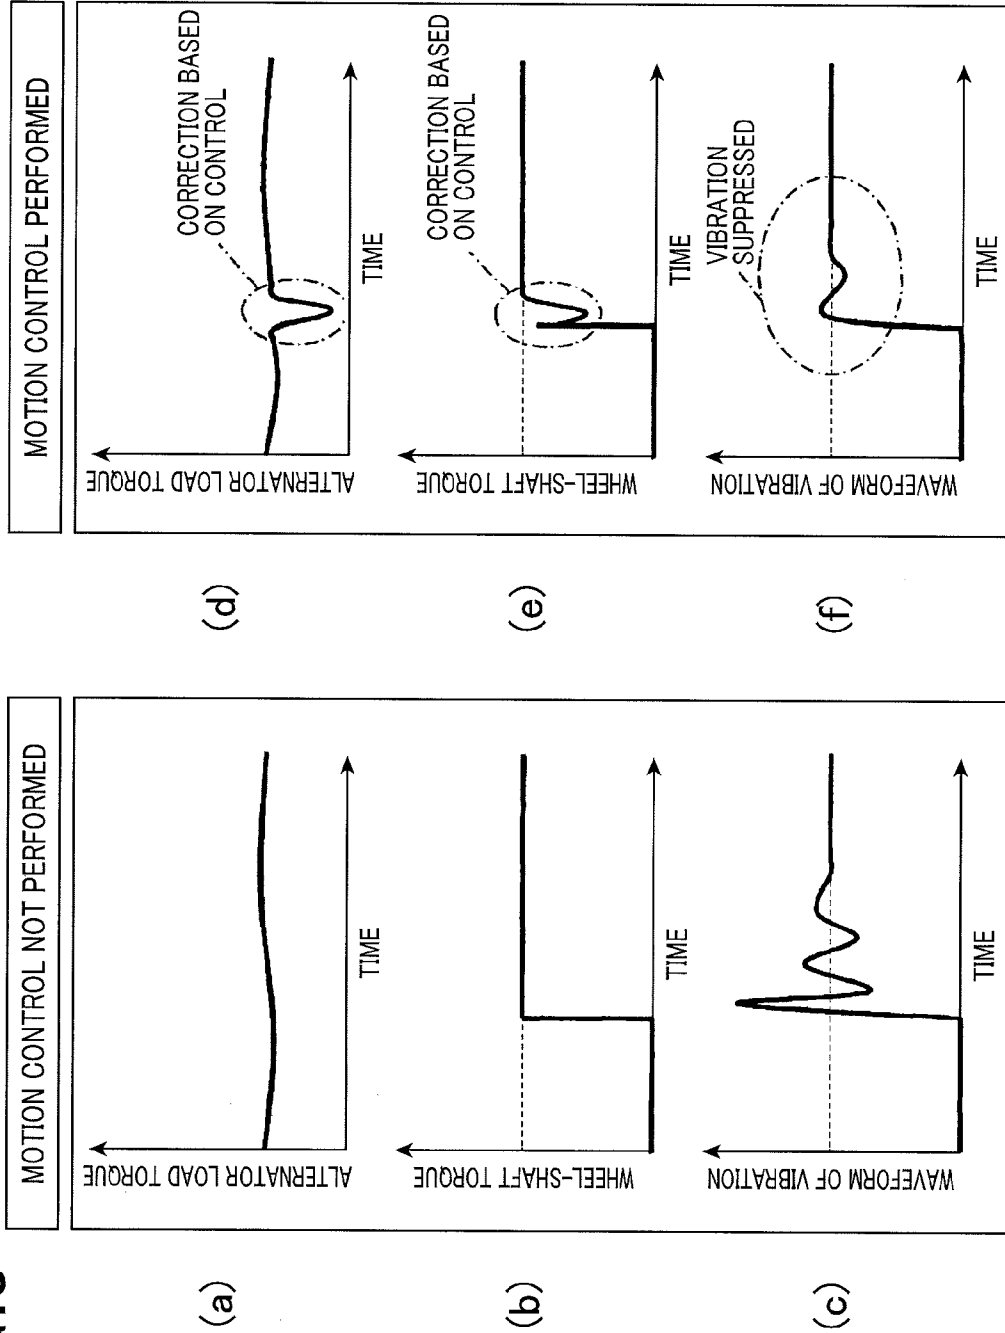 MOTION CONTROL NOT PERFORMED
(a)
ALTERNATOR LOAD TORQUE
TIME
(b)
WHEEL-SHAFT TORQUE
TIME
(c)
WAVEFORM OF VIBRATION
TIME
MOTION CONTROL PERFORMED
(d)
ALTERNATOR LOAD TORQUE
CORRECTION BASED
ON CONTROL
TIME
(e)
WHEEL-SHAFT TORQUE
CORRECTION BASED
ON CONTROL
TIME
(f)
WAVEFORM OF VIBRATION
VIBRATION
SUPPRESSED
TIME